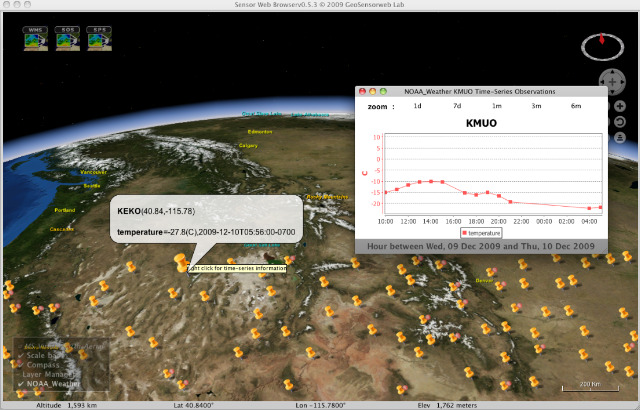 Sensor Web Browserv0.5.3 © 2009 GeoSensorweb Lab
WMS SOS SPS
NOAA_Weather KMUO Time-Series Observations
zoom : 1d 7d 1m 3m 6m
KMUO
10
5
0
-5
-10
-15
-20
C
10:00 12:00 14:00 16:00 18:00 20:00 22:00 00:00 02:00 04:00
temperature
Hour between Wed, 09 Dec 2009 and Thu, 10 Dec 2009
Edmonton
Calgary
Vancouver
Seattle
Portland
Cascades
KEKO(40.84,-115.78)
temperature=-27.8(C),2009-12-10T05:56:00-0700
ght click for time-series information
Denver
Scale bar
✔ Compass
Layer Manager
✔ NOAA_Weather
200 Km
Altitude 1,593 km Lat 40.8400° Lon -115.7800° Elev 1,762 meters